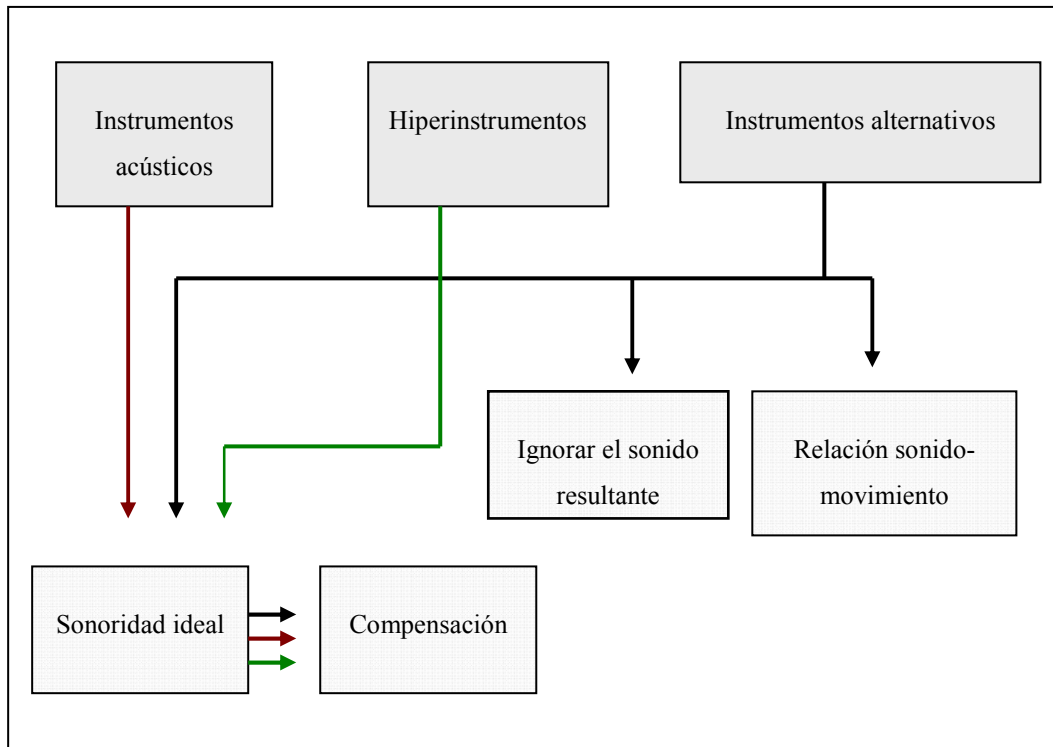 Instrumentos
acústicos
Hiperinstrumentos
Instrumentos alternativos
Ignorar el sonido
resultante
Relación sonido-
movimiento
Sonoridad ideal
Compensación